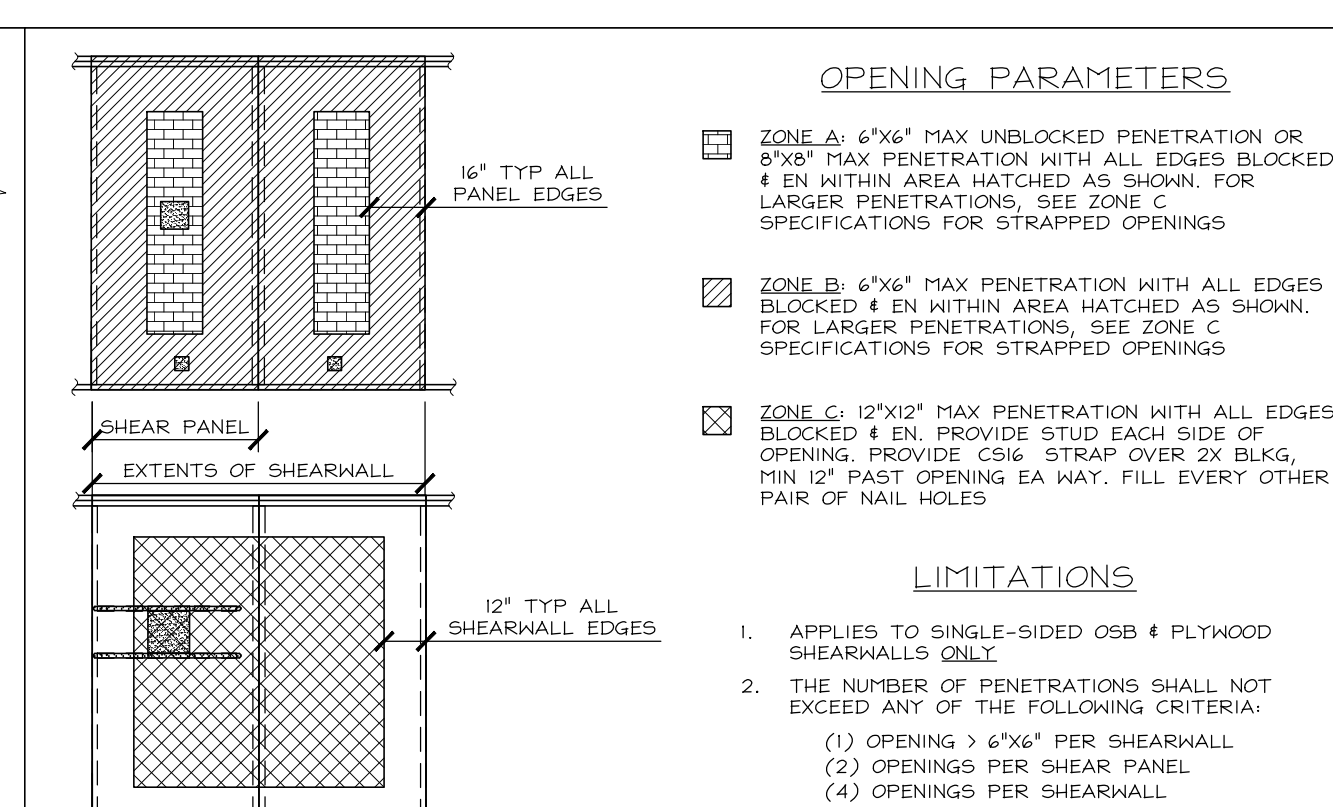 16" TYP ALL
PANEL EDGES
SHEAR PANEL
EXTENTS OF SHEARWALL
12" TYP ALL
SHEARWALL EDGES
OPENING PARAMETERS
ZONE A: 6"X6" MAX UNBLOCKED PENETRATION OR
8"X8" MAX PENETRATION WITH ALL EDGES BLOCKED
& EN WITHIN AREA HATCHED AS SHOWN. FOR
LARGER PENETRATIONS, SEE ZONE C
SPECIFICATIONS FOR STRAPPED OPENINGS
ZONE B: 6"X6" MAX PENETRATION WITH ALL EDGES
BLOCKED & EN WITHIN AREA HATCHED AS SHOWN.
FOR LARGER PENETRATIONS, SEE ZONE C
SPECIFICATIONS FOR STRAPPED OPENINGS
ZONE C: 12"X12" MAX PENETRATION WITH ALL EDGES
BLOCKED & EN. PROVIDE STUD EACH SIDE OF
OPENING. PROVIDE CS16 STRAP OVER 2X BLKG,
MIN 12" PAST OPENING EA WAY. FILL EVERY OTHER
PAIR OF NAIL HOLES
LIMITATIONS
1. APPLIES TO SINGLE-SIDED OSB & PLYWOOD
SHEARWALLS ONLY
2. THE NUMBER OF PENETRATIONS SHALL NOT
EXCEED ANY OF THE FOLLOWING CRITERIA:
(1) OPENING > 6"X6" PER SHEARWALL
(2) OPENINGS PER SHEAR PANEL
(4) OPENINGS PER SHEARWALL